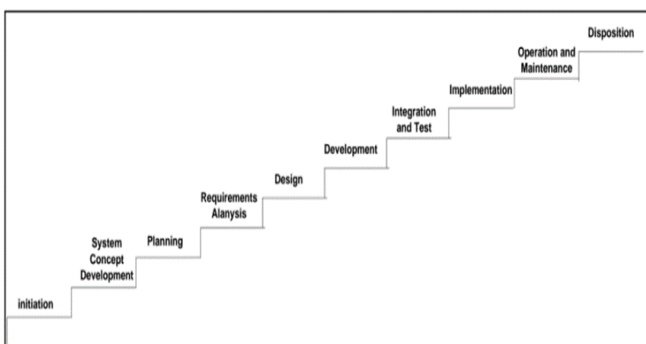 initiation
System
Concept
Development
Planning
Requirements
Alanysis
Design
Development
Integration
and Test
Implementation
Operation and
Maintenance
Disposition